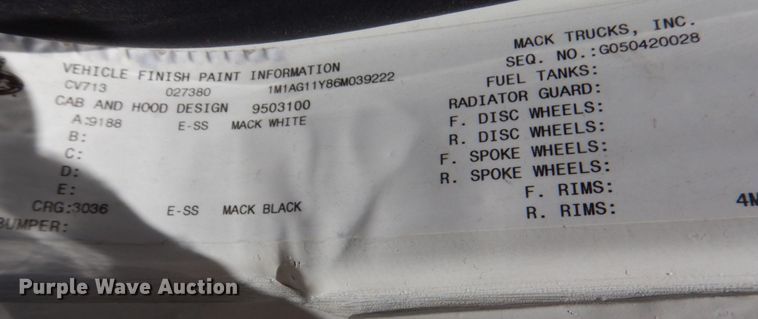 VEHICLE FINISH PAINT INFORMATION
CV713 027380 1M1AG11Y86M039222
CAB AND HOOD DESIGN 9503100
A:9188 E-SS MACK WHITE
B:
C:
D:
E:
CRG:3036 E-SS MACK BLACK
BUMPER:
MACK TRUCKS, INC.
SEQ. NO.:G050420028
FUEL TANKS:
RADIATOR GUARD:
F. DISC WHEELS:
R. DISC WHEELS:
F. SPOKE WHEELS:
R. SPOKE WHEELS:
F. RIMS:
R. RIMS:
4M
Purple Wave Auction